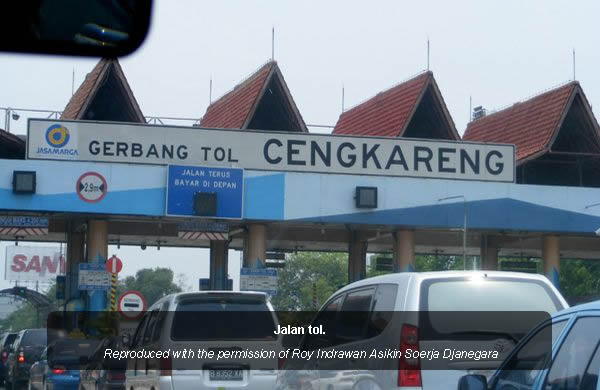 JASAMARGA
GERBANG TOL CENGKARENG
JALAN TERUS
BAYAR DI DEPAN
2.9m
SANY
Jalan tol.
Reproduced with the permission of Roy Indrawan Asikin Soerja Djanegara